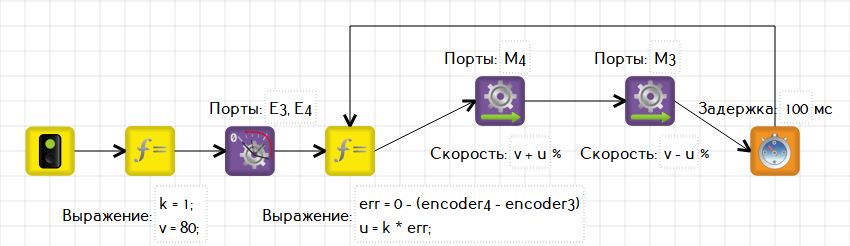 Порты: M4
Порты: M3
Порты: E3, E4
Задержка: 100 мс
0
f =
f =
Скорость: v + u %
Скорость: v - u %
Выражение:
k = 1;
v = 80;
Выражение:
err = 0 - (encoder4 - encoder3)
u = k * err;